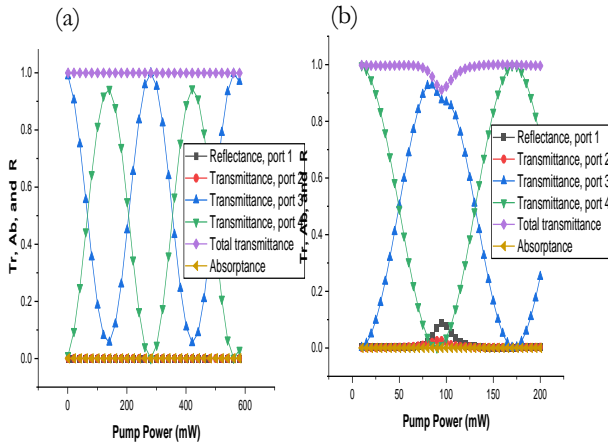 (a)
(b)
Tr, Ab, and R
1.0
0.8
0.6
0.4
0.2
0.0
0
200
400
600
Pump Power (mW)
Reflectance, port 1
Transmittance, port 2
Transmittance, port 3
Transmittance, port 4
Total transmittance
Absorptance
Tr, Ab, and R
1.0
0.8
0.6
0.4
0.2
0.0
0
50
100
150
200
Pump Power (mW)
Reflectance, port 1
Transmittance, port 2
Transmittance, port 3
Transmittance, port 4
Total transmittance
Absorptance